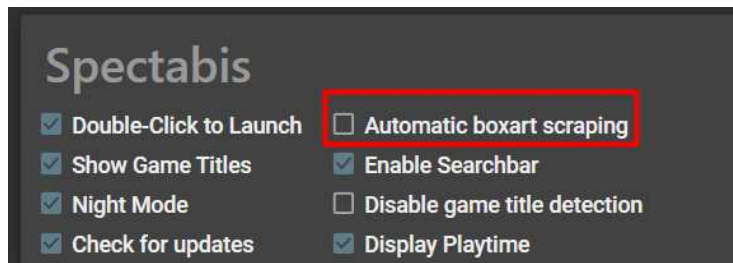 Spectabis
Double-Click to Launch
Automatic boxart scraping
Show Game Titles
Enable Searchbar
Night Mode
Disable game title detection
Check for updates
Display Playtime